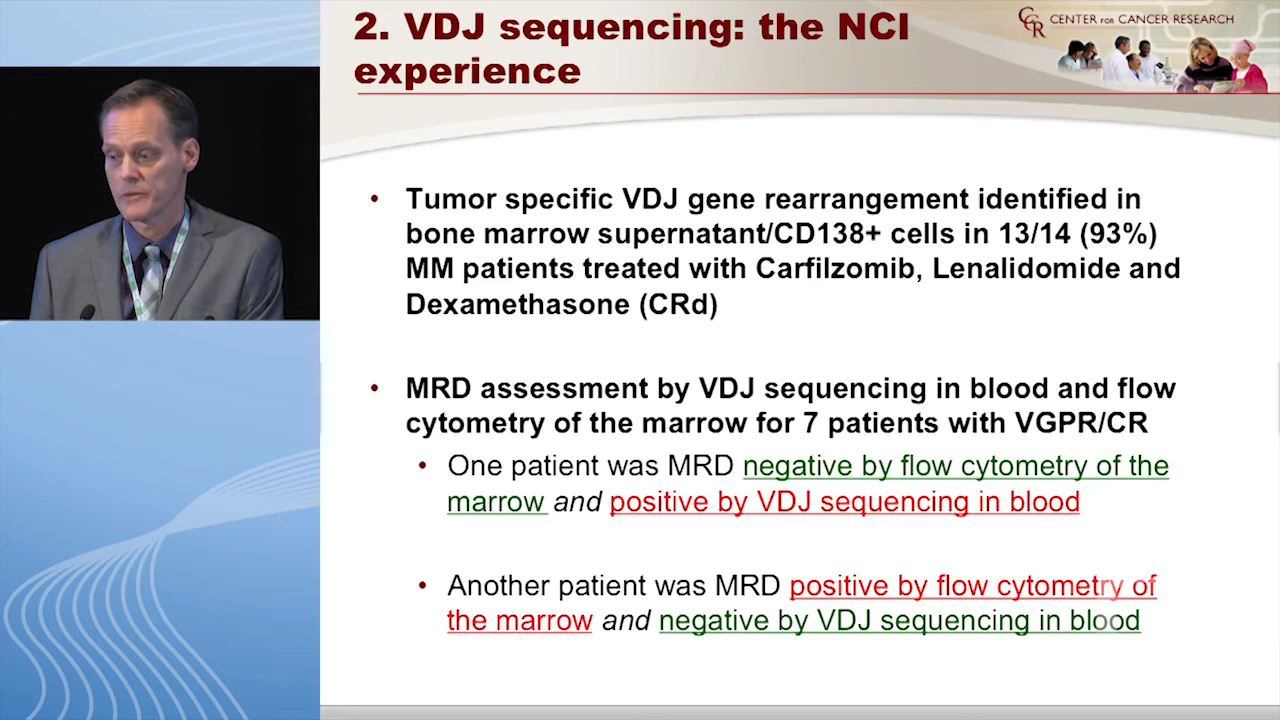 2. VDJ sequencing: the NCI
experience
CCR CENTER FOR CANCER RESEARCH
• Tumor specific VDJ gene rearrangement identified in
bone marrow supernatant/CD138+ cells in 13/14 (93%)
MM patients treated with Carfilzomib, Lenalidomide and
Dexamethasone (CRd)
• MRD assessment by VDJ sequencing in blood and flow
cytometry of the marrow for 7 patients with VGPR/CR
• One patient was MRD negative by flow cytometry of the
marrow and positive by VDJ sequencing in blood
• Another patient was MRD positive by flow cytometry of
the marrow and negative by VDJ sequencing in blood